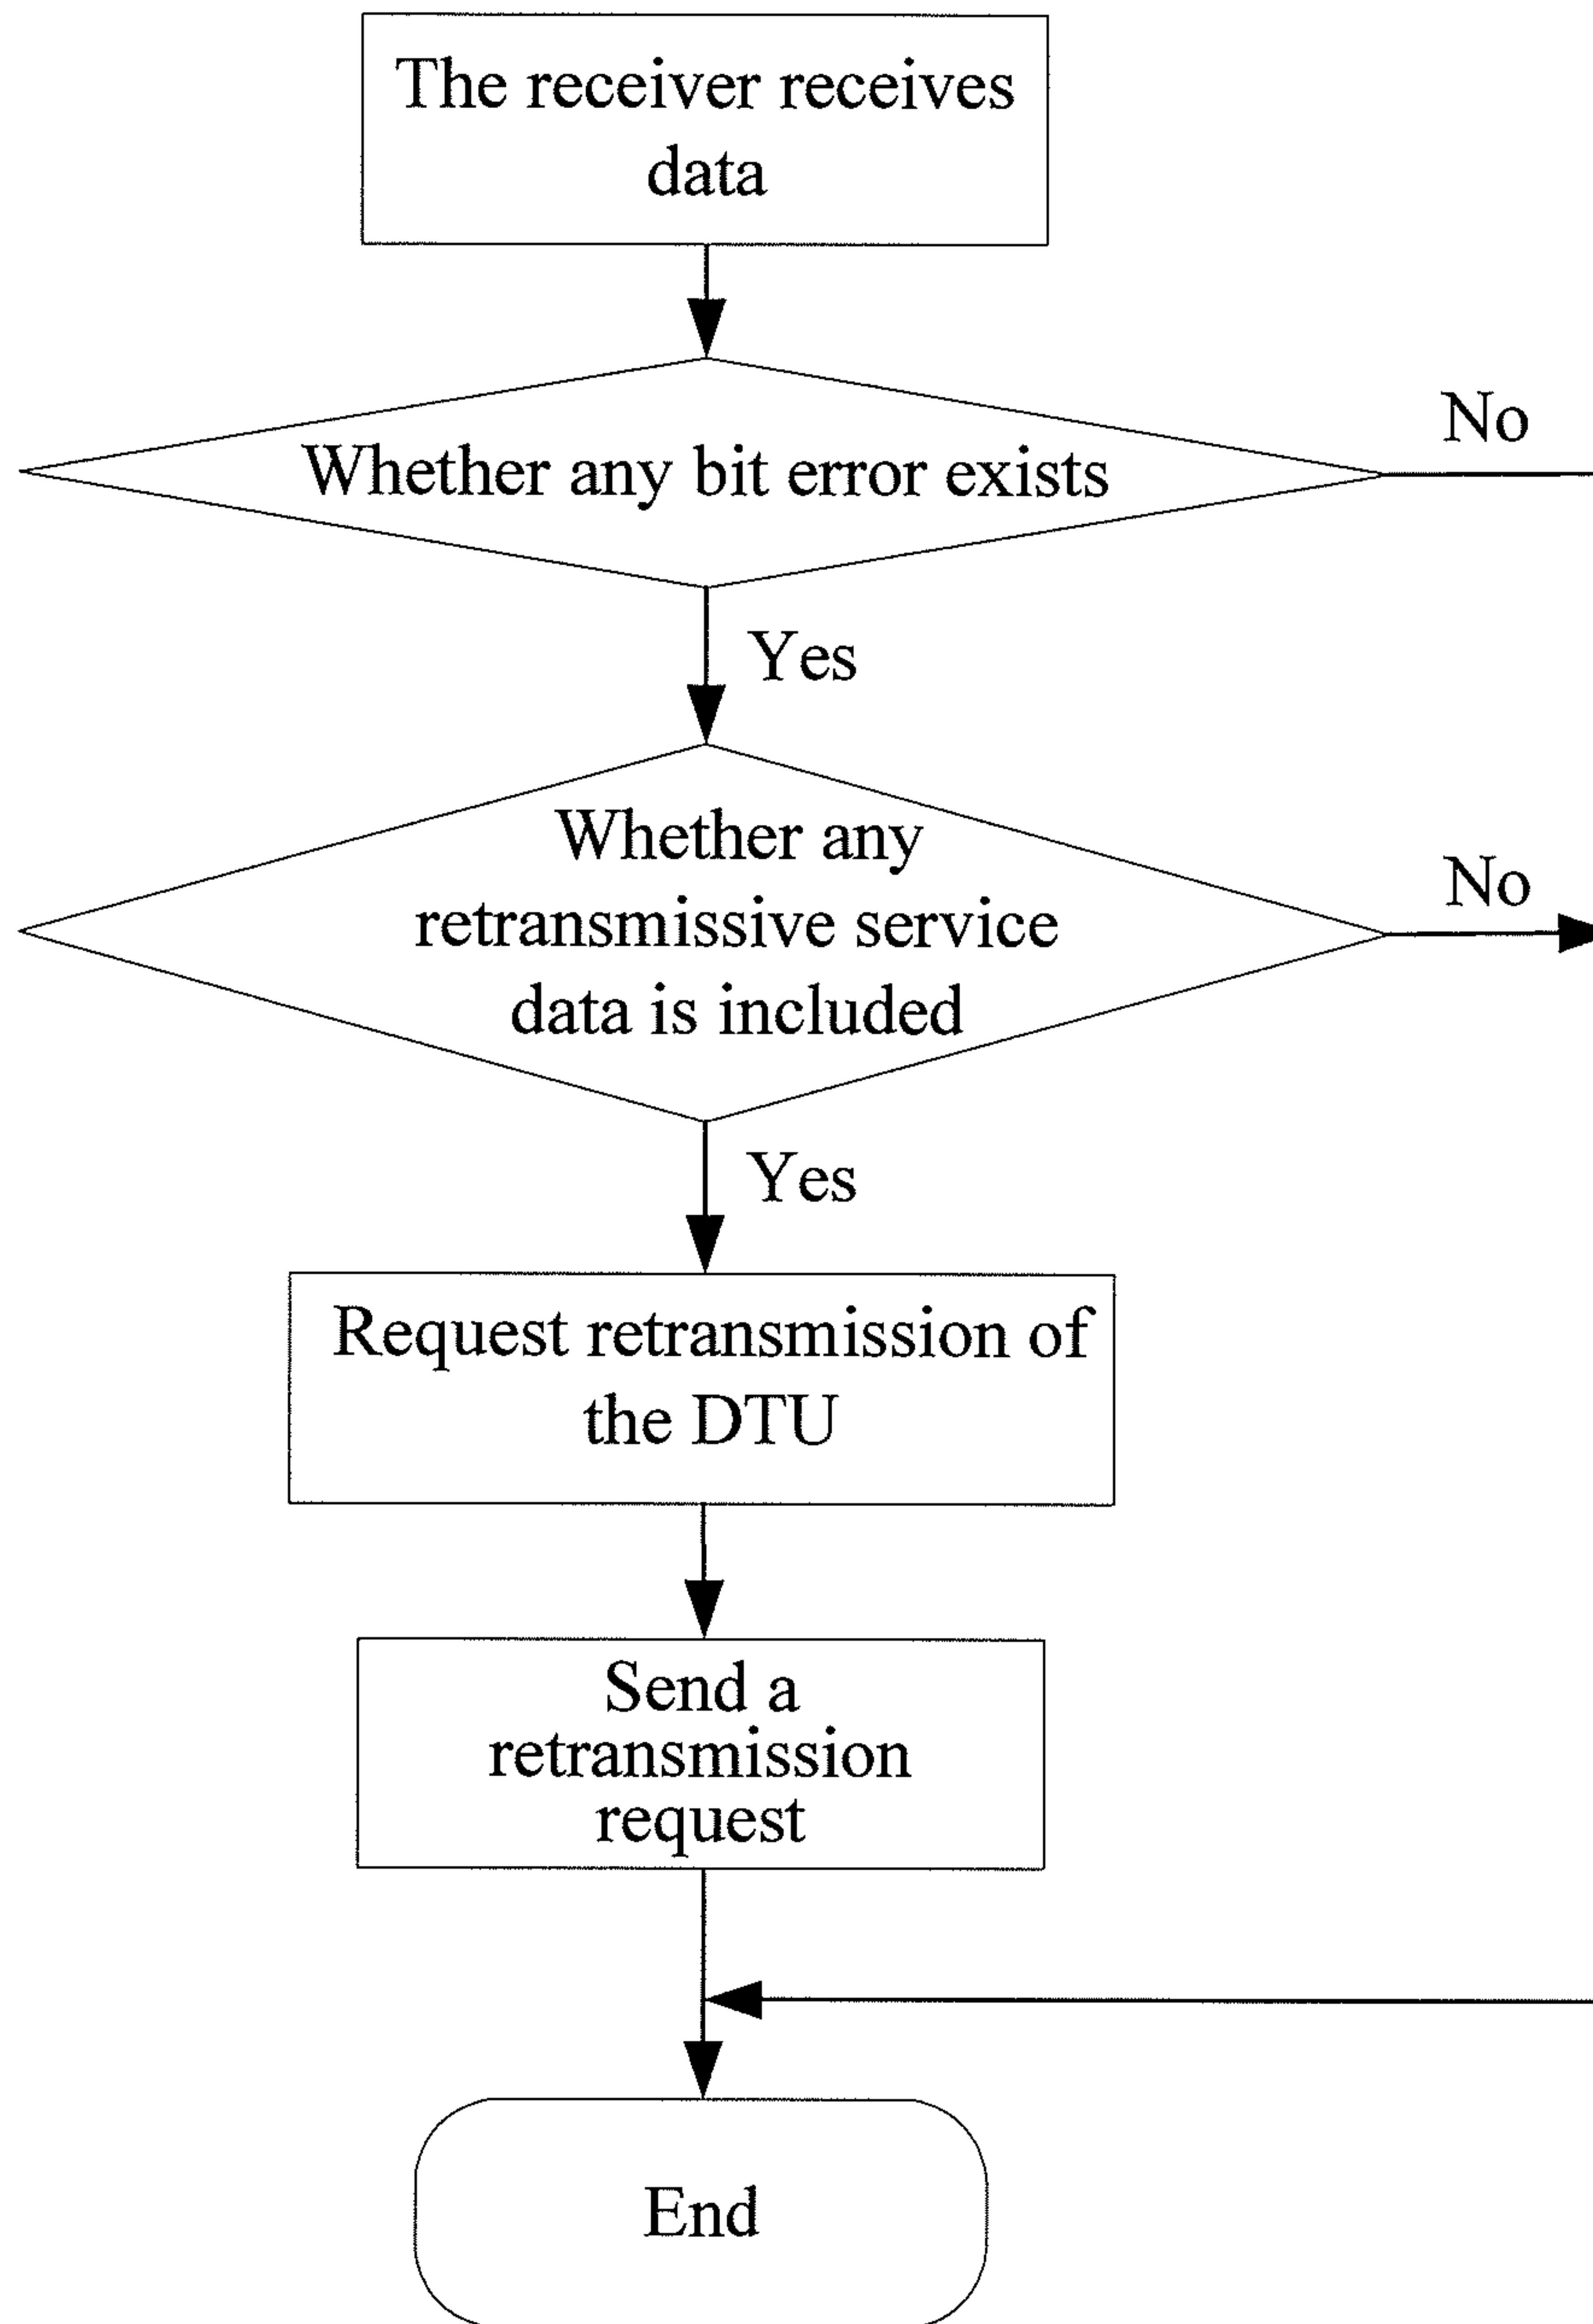 The receiver receives
data
No
Whether any bit error exists
Yes
Whether any
No
retransmissive service
data is included
Yes
Request retransmission of
the DTU
Send a
retransmission
request
End